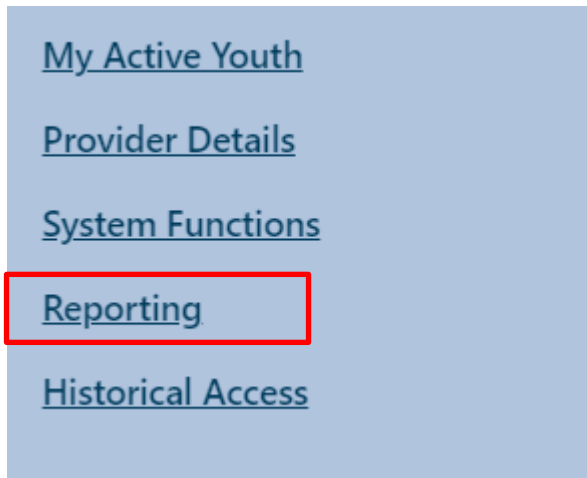 My Active Youth
Provider Details
System Functions
Reporting
Historical Access